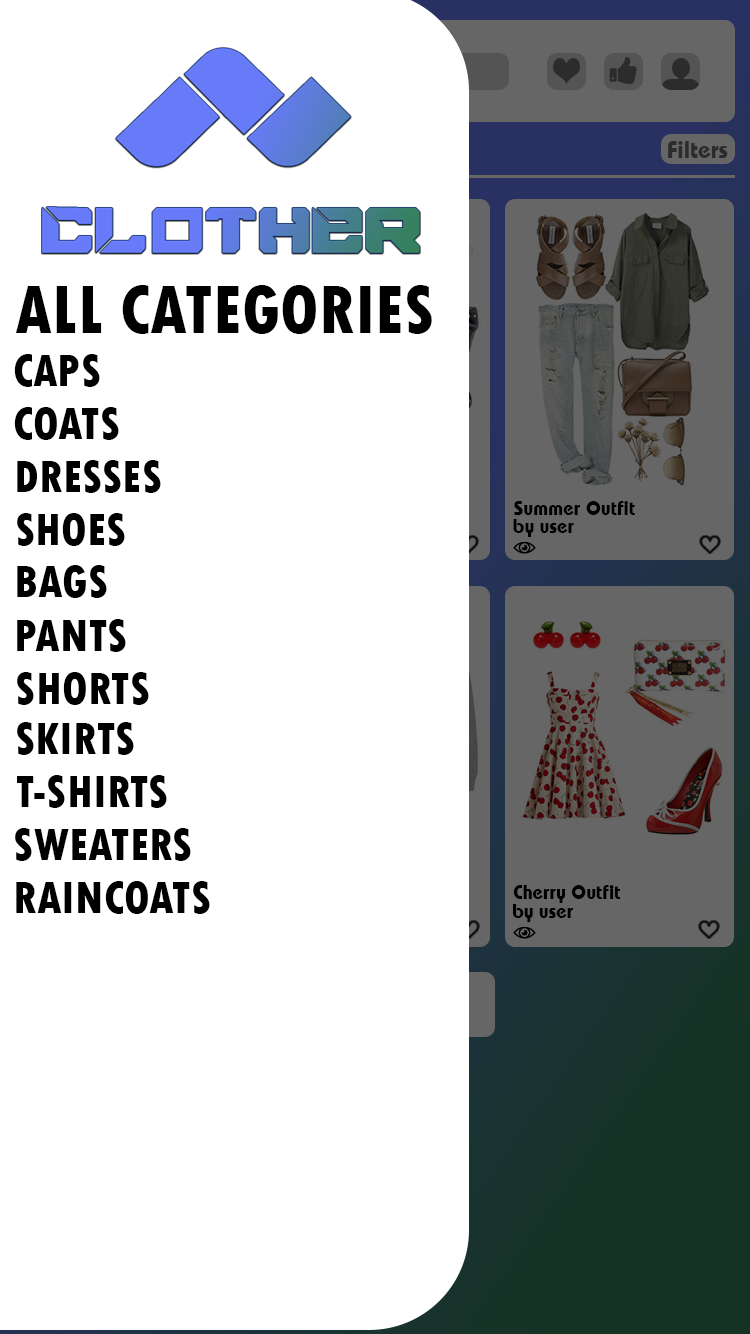 CLOTHER
ALL CATEGORIES
CAPS
COATS
DRESSES
SHOES
BAGS
PANTS
SHORTS
SKIRTS
T-SHIRTS
SWEATERS
RAINCOATS
Filters
Summer Outfit
by user
Cherry Outfit
by user